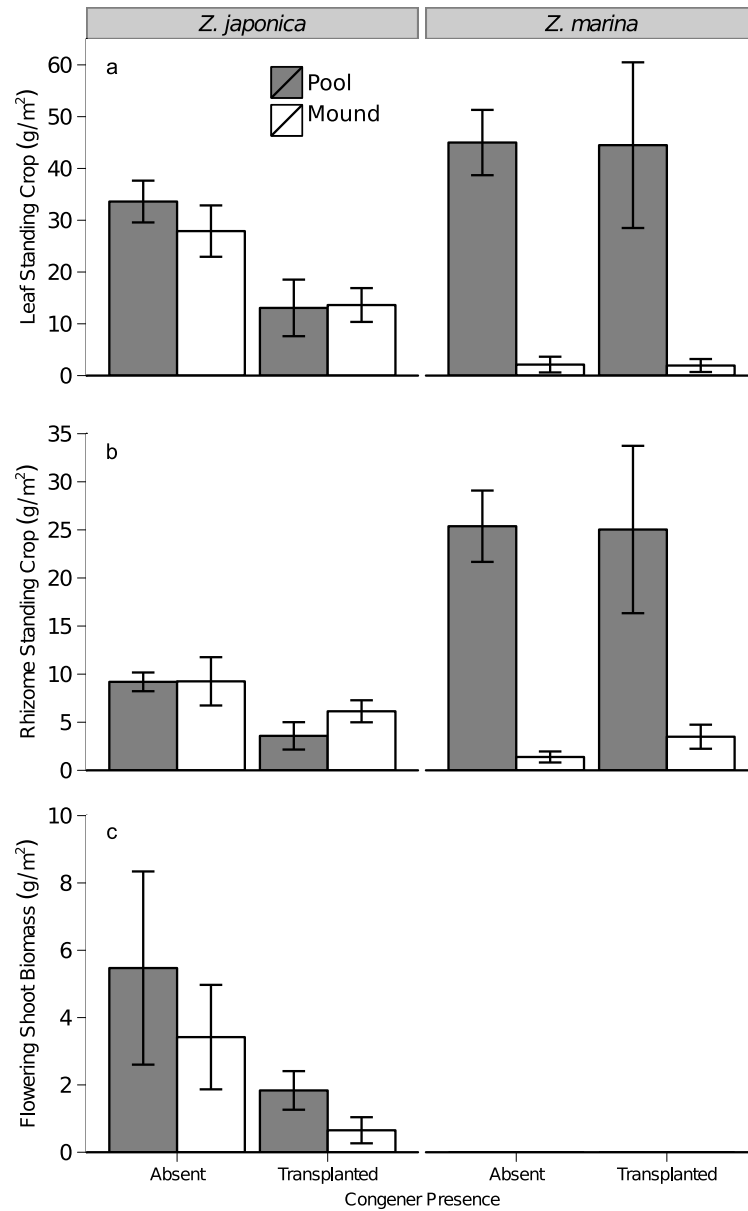 Z. japonica
Z. marina
a
Pool
Mound
Leaf Standing Crop (g/m²)
60
50
40
30
20
10
0
b
Rhizome Standing Crop (g/m²)
35
30
25
20
15
10
5
0
c
Flowering Shoot Biomass (g/m²)
10
8
6
4
2
0
Absent
Transplanted
Absent
Transplanted
Congener Presence